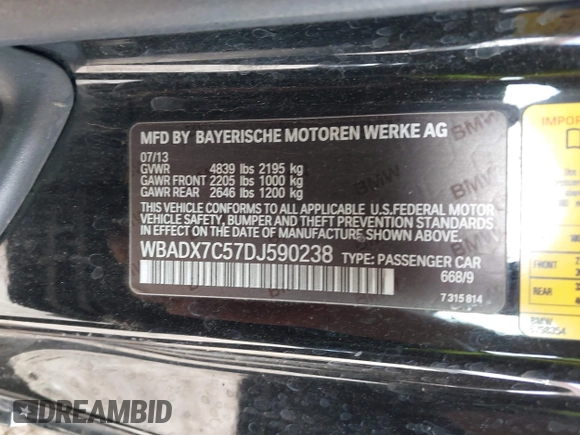 MFD BY BAYERISCHE MOTOREN WERKE AG
07/13
GVWR 4839 lbs 2195 kg
GAWR FRONT 2205 lbs 1000 kg
GAWR REAR 2646 lbs 1200 kg
THIS VEHICLE CONFORMS TO ALL APPLICABLE U.S.FEDERAL MOTOR
VEHICLE SAFETY, BUMPER AND THEFT PREVENTION STANDARDS
IN EFFECT ON THE DATE OF MANUFACTURE SHOWN ABOVE.
WBADX7C57DJ590238 TYPE: PASSENGER CAR
668/9
7 315 814
FRONT
REAR
BMW
DREAMBID